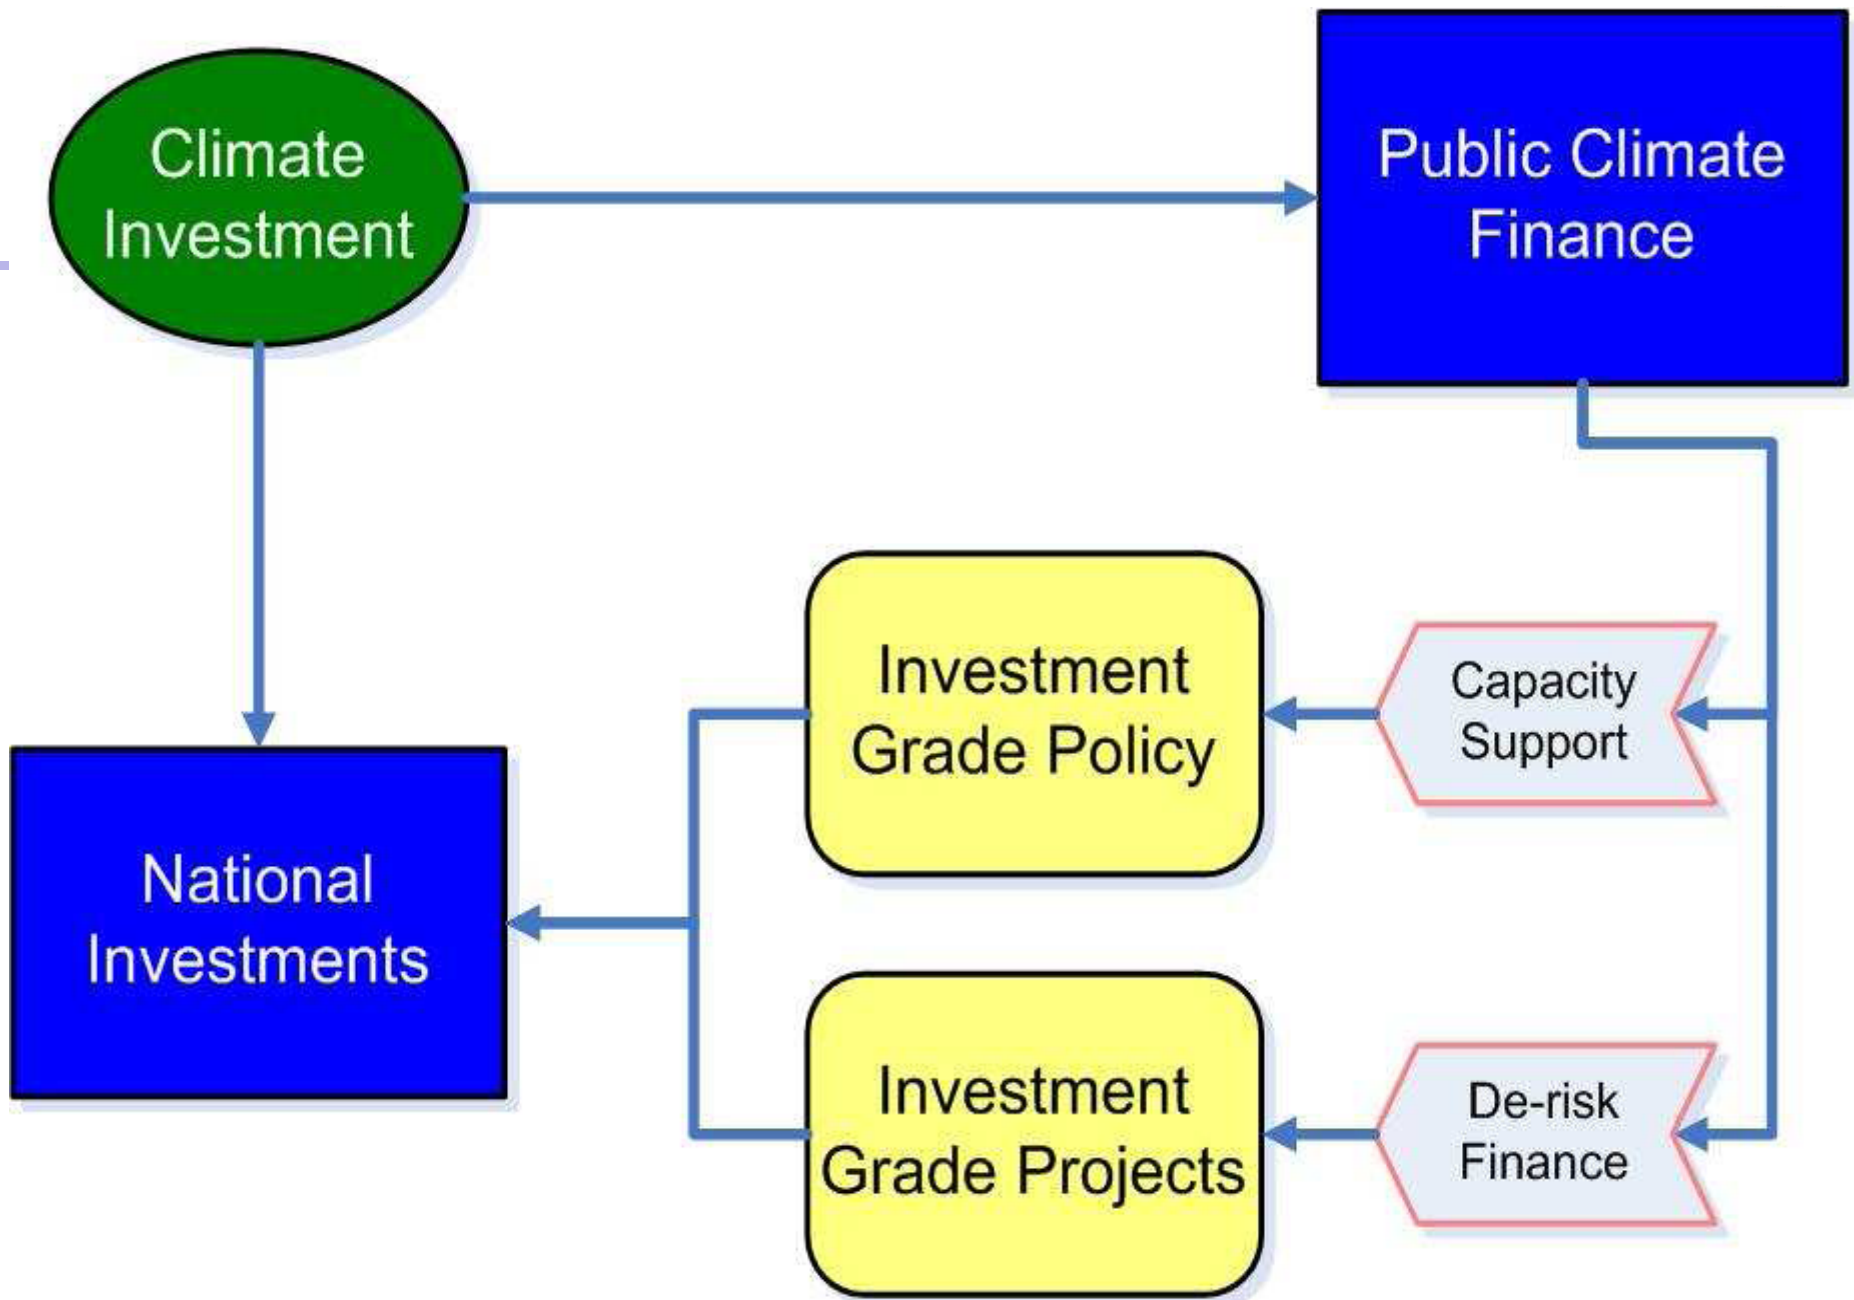 Climate
Investment
Public Climate
Finance
Investment
Grade Policy
Capacity
Support
National
Investments
Investment
Grade Projects
De-risk
Finance